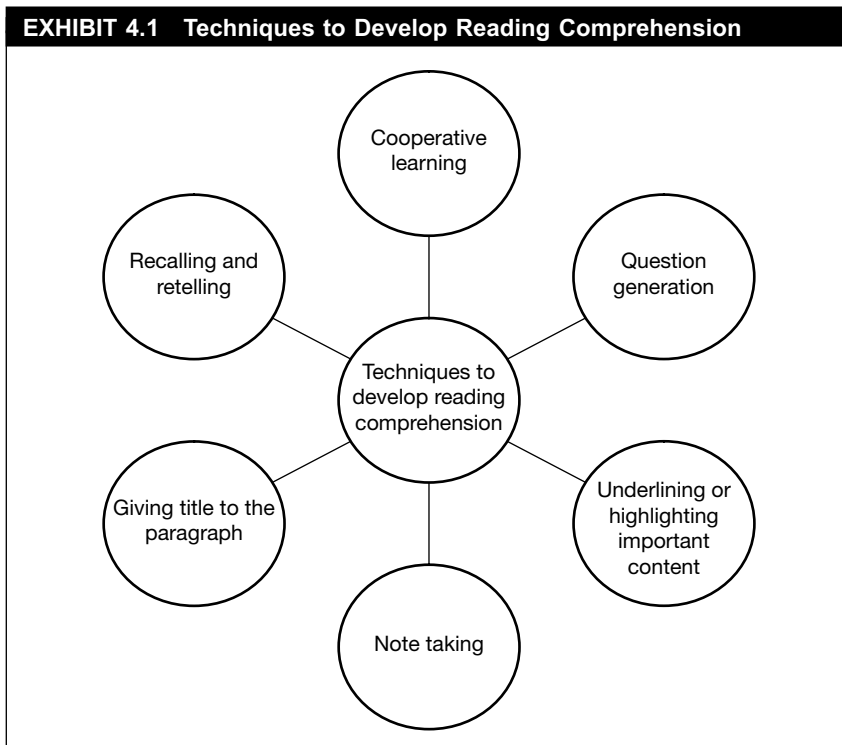 EXHIBIT 4.1 Techniques to Develop Reading Comprehension
Cooperative
learning
Recalling and
retelling
Question
generation
Techniques to
develop reading
comprehension
Giving title to the
paragraph
Underlining or
highlighting
important
content
Note taking